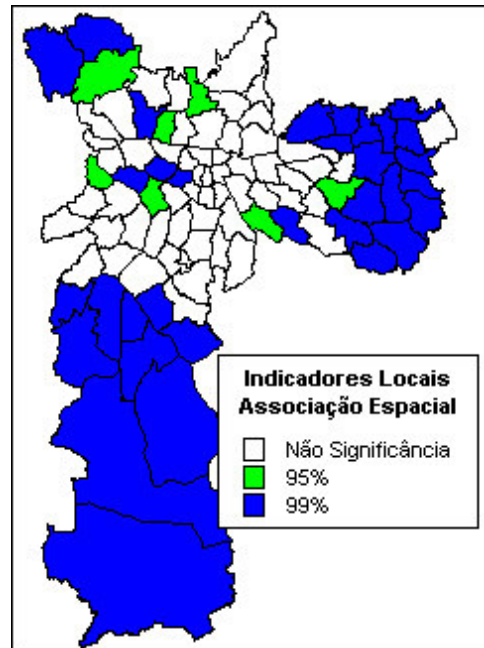 Indicadores Locais
Associação Espacial
Não Significância
95%
99%